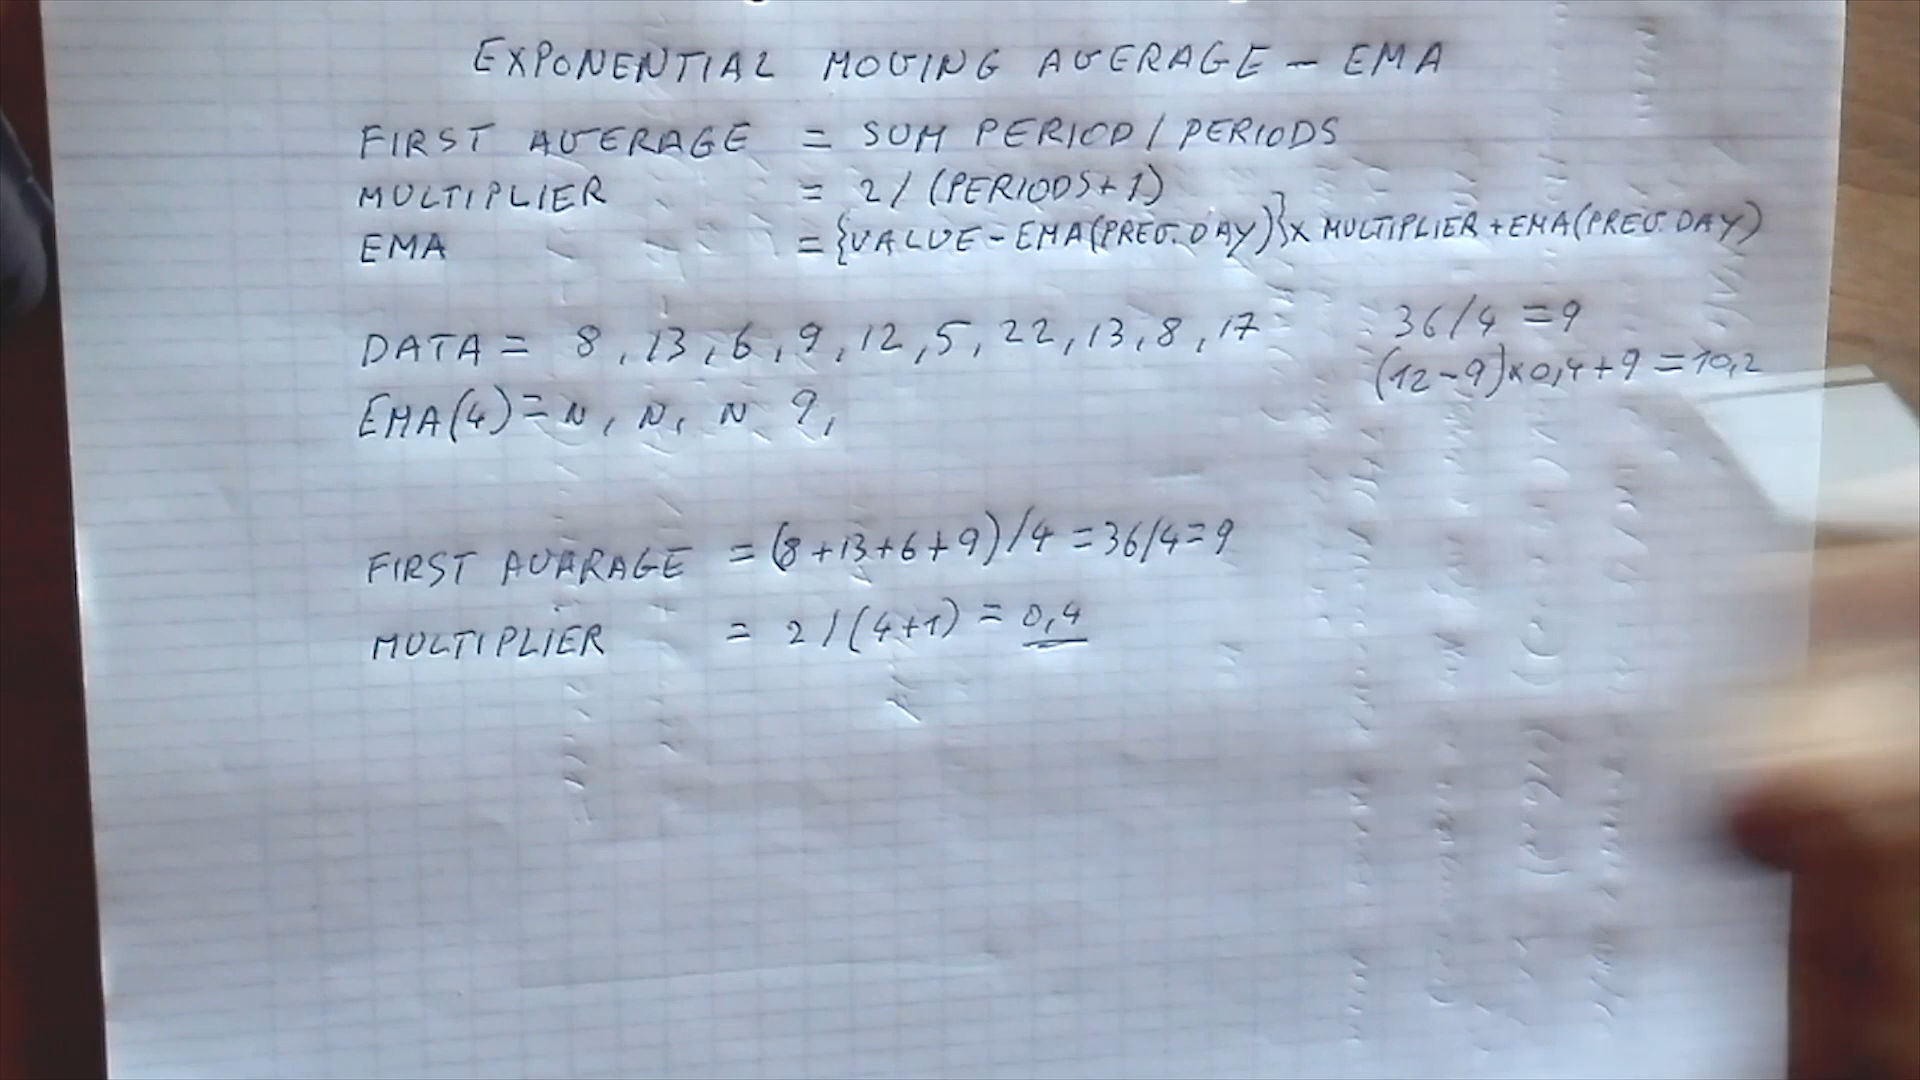 EXPONENTIAL MOVING AVERAGE - EMA
FIRST AVERAGE = SUM PERIOD / PERIODS
MULTIPLIER = 2 / (PERIODS + 1)
EMA = {VALUE - EMA(PREV. DAY)} x MULTIPLIER + EMA(PREV. DAY)
DATA = 8, 13, 6, 9, 12, 5, 22, 13, 8, 17
36/4 = 9
(12 - 9) x 0,4 + 9 = 10,2
EMA(4) = N, N, N 9,
FIRST AVARAGE = (8 + 13 + 6 + 9) / 4 = 36/4 = 9
MULTIPLIER = 2 / (4 + 1) = 0,4